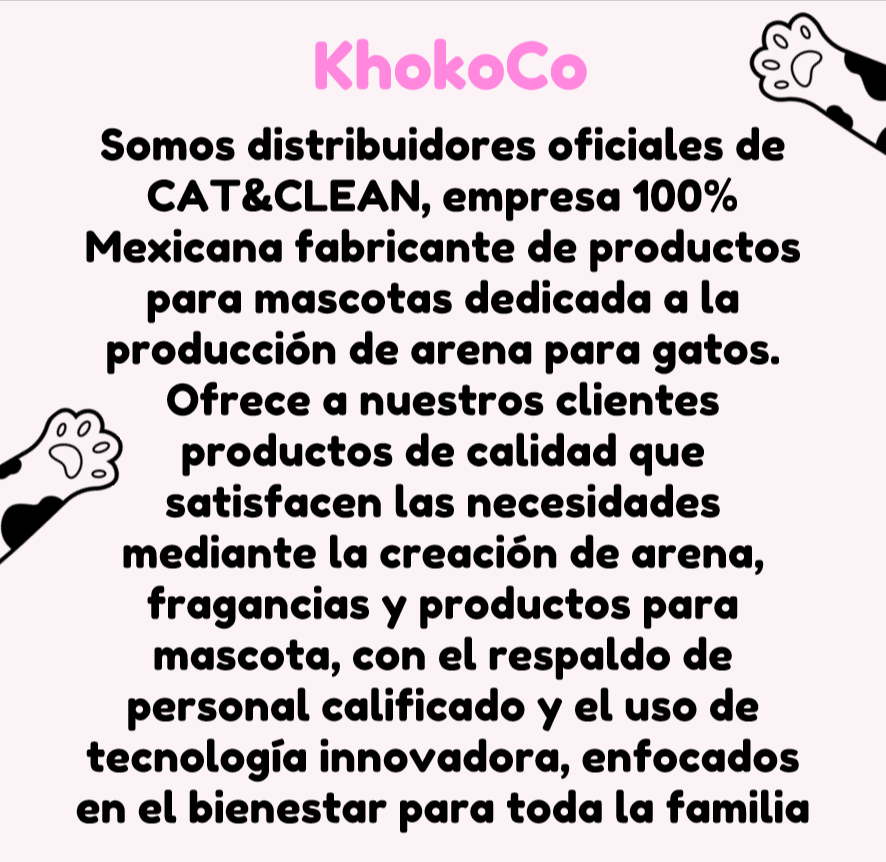 KhokoCo
Somos distribuidores oficiales de
CAT&CLEAN, empresa 100%
Mexicana fabricante de productos
para mascotas dedicada a la
producción de arena para gatos.
Ofrece a nuestros clientes
productos de calidad que
satisfacen las necesidades
mediante la creación de arena,
fragancias y productos para
mascota, con el respaldo de
personal calificado y el uso de
tecnología innovadora, enfocados
en el bienestar para toda la familia